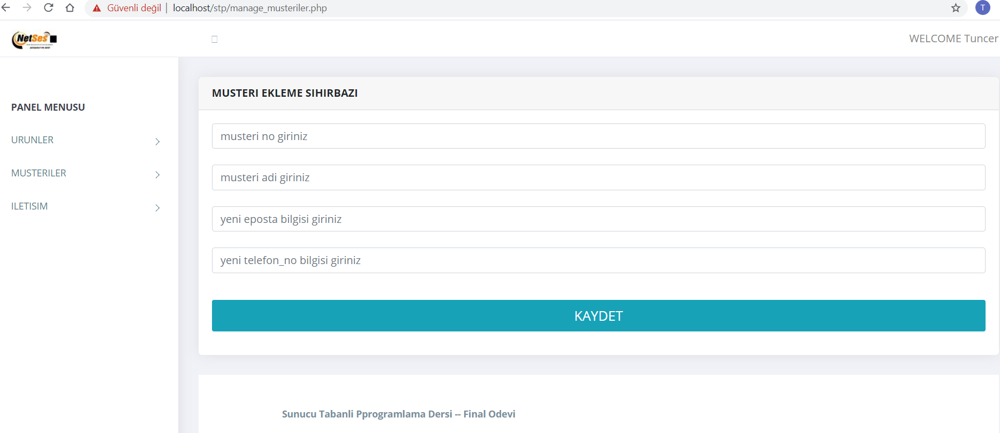 Güvenli değil | localhost/stp/manage_musteriler.php
T
NetSes
WELCOME Tuncer
PANEL MENUSU
URUNLER
MUSTERILER
ILETISIM
MUSTERI EKLEME SIHIRBAZI
musteri no giriniz
musteri adi giriniz
yeni eposta bilgisi giriniz
yeni telefon_no bilgisi giriniz
KAYDET
Sunucu Tabanli Pprogramlama Dersi -- Final Odevi